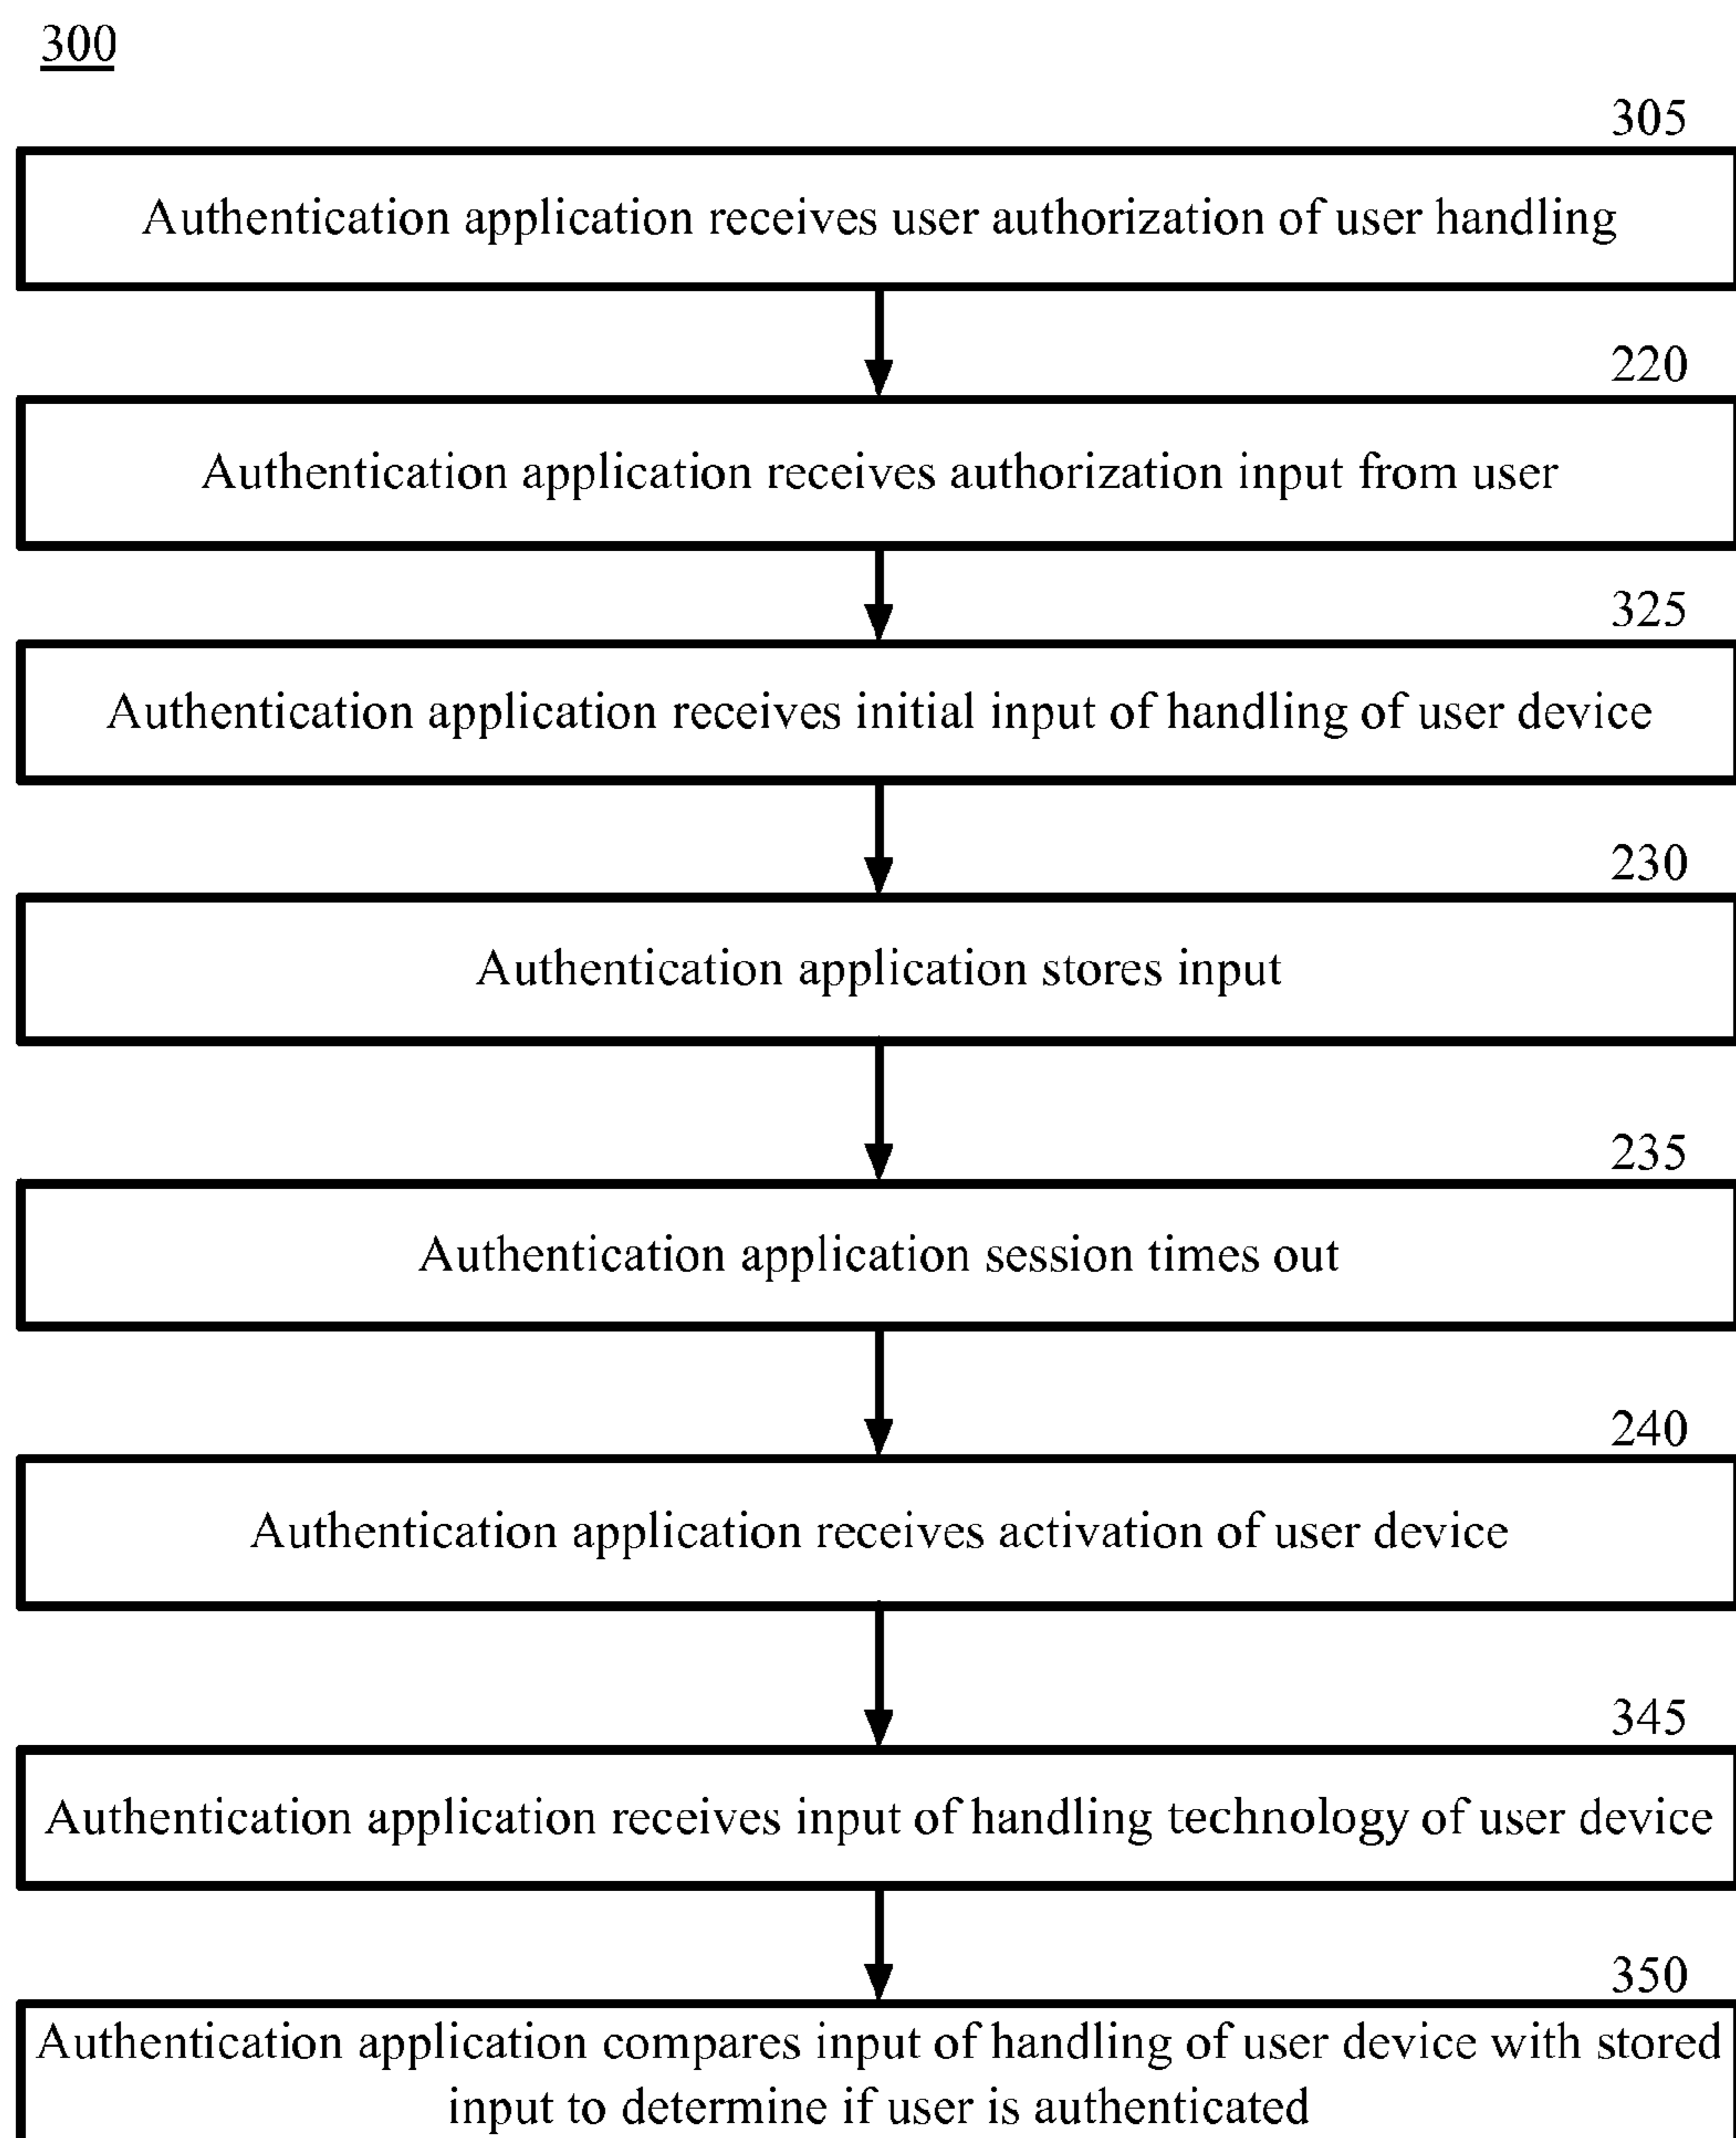 300
305
Authentication application receives user authorization of user handling
220
Authentication application receives authorization input from user
325
Authentication application receives initial input of handling of user device
230
Authentication application stores input
235
Authentication application session times out
240
Authentication application receives activation of user device
345
Authentication application receives input of handling technology of user device
350
Authentication application compares input of handling of user device with stored
input to determine if user is authenticated